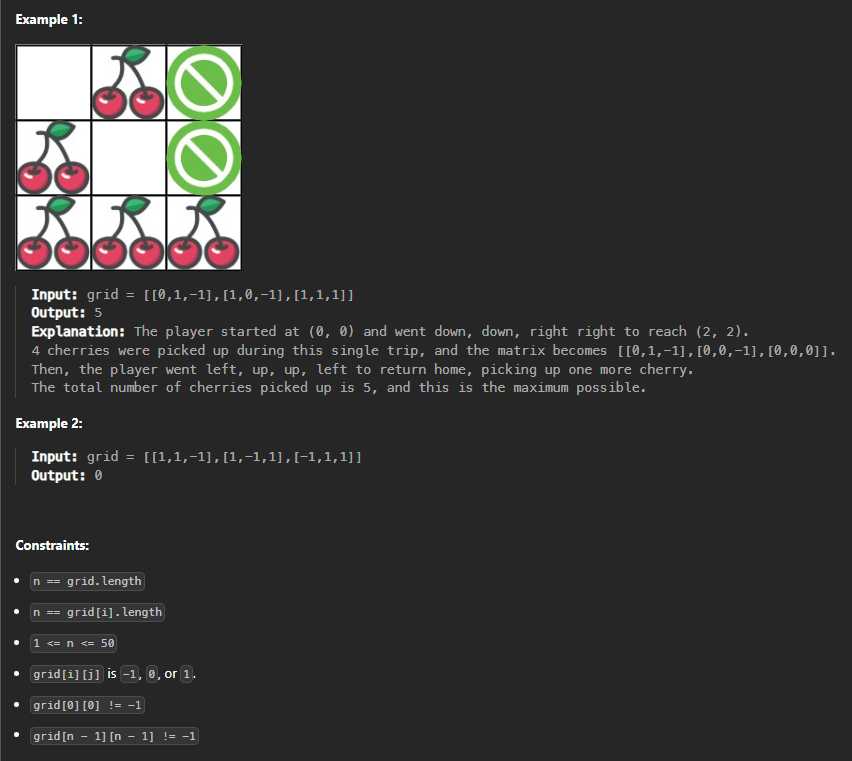 Example 1:
Input: grid = [[0,1,-1],[1,0,-1],[1,1,1]]
Output: 5
Explanation: The player started at (0, 0) and went down, down, right right to reach (2, 2).
4 cherries were picked up during this single trip, and the matrix becomes [[0,1,-1],[0,0,-1],[0,0,0]].
Then, the player went left, up, up, left to return home, picking up one more cherry.
The total number of cherries picked up is 5, and this is the maximum possible.
Example 2:
Input: grid = [[1,1,-1],[1,-1,1],[-1,1,1]]
Output: 0
Constraints:
• n == grid.length
• n == grid[i].length
• 1 <= n <= 50
• grid[i][j] is -1, 0, or 1.
• grid[0][0] != -1
• grid[n - 1][n - 1] != -1